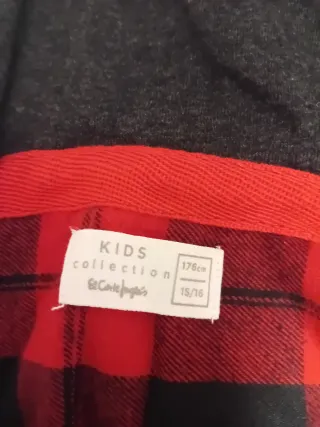 KIDS
collection
El Corte Inglés
176cm
15/16